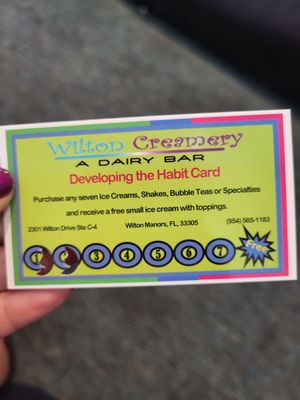 Wilton Creamery
A DAIRY BAR
Developing the Habit Card
Purchase any seven Ice Creams, Shakes, Bubble Teas or Specialties
and receive a free small ice cream with toppings.
2301 Wilton Drive Ste C-4 Wilton Manors, FL, 33305 (954) 565-1183
1 2 3 4 5 6 7 Free